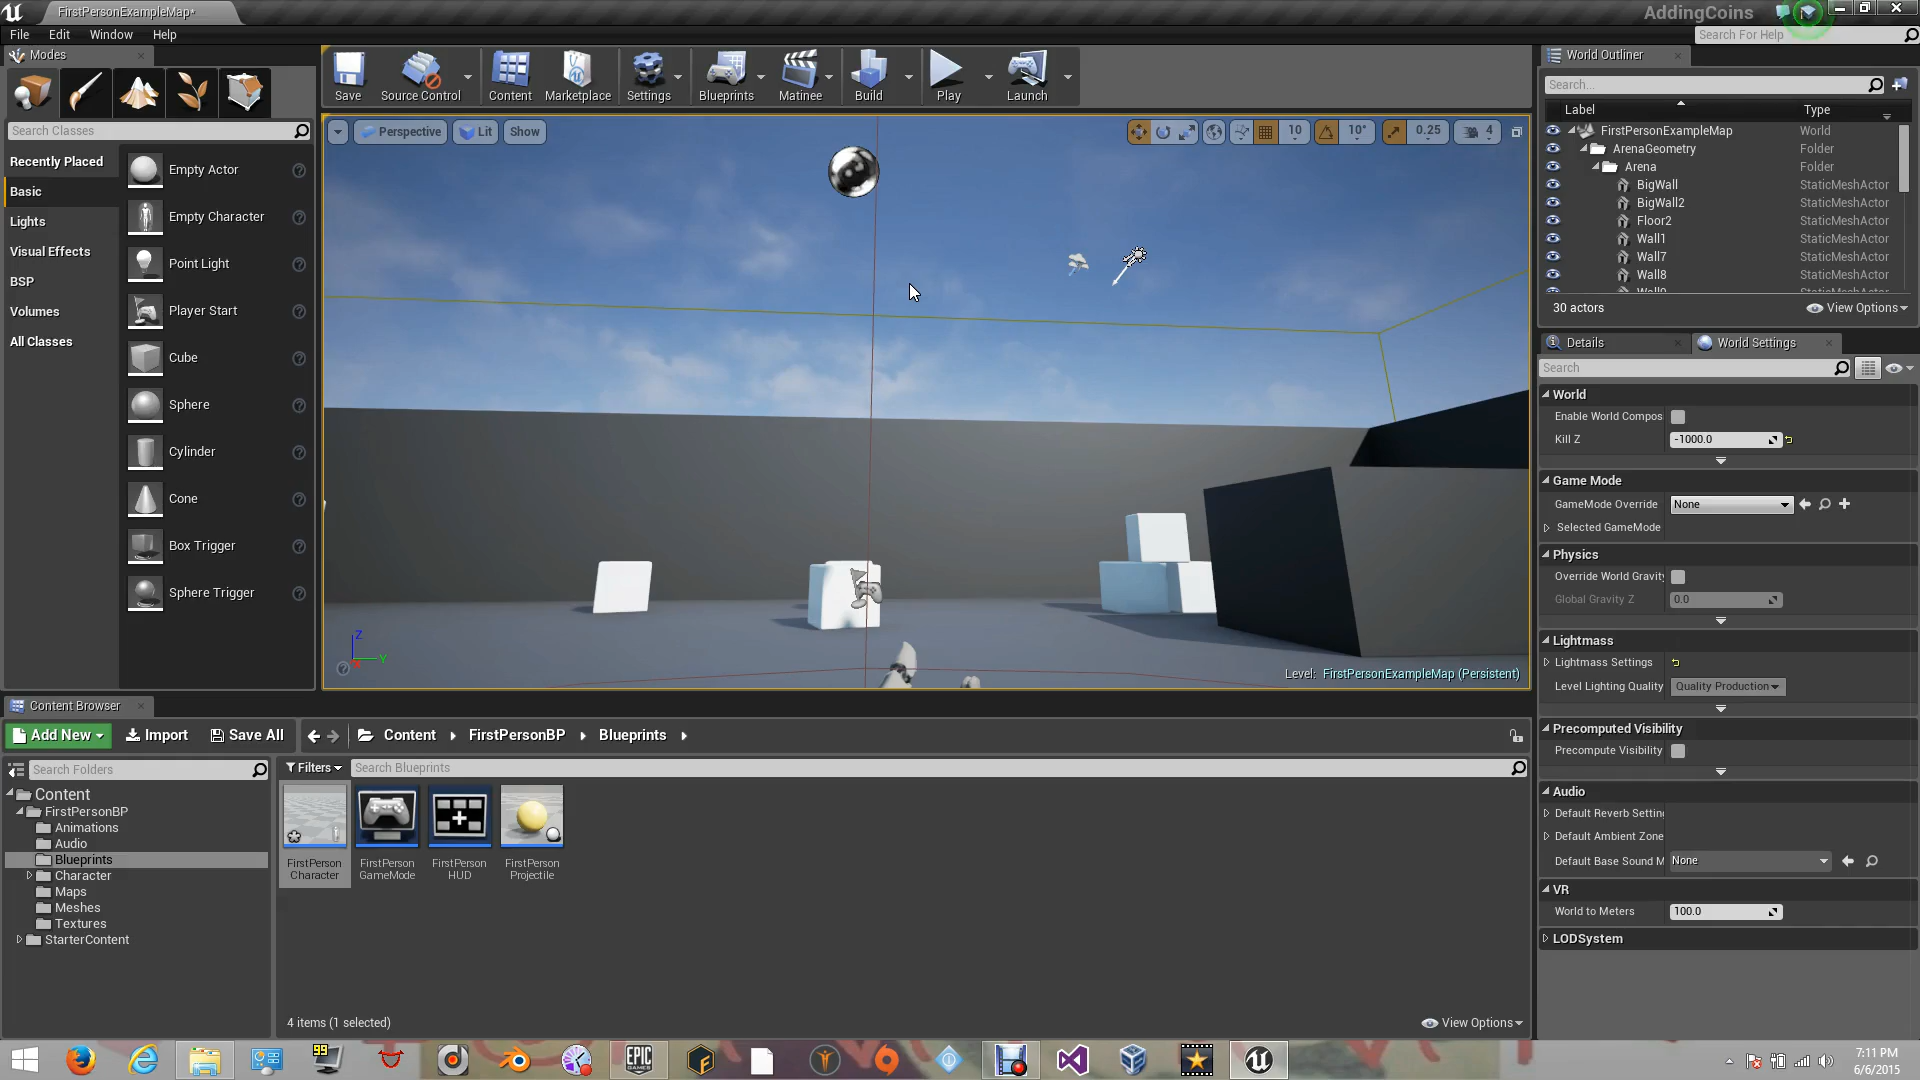 FirstPersonExampleMap*
AddingCoins
File Edit Window Help
Search For Help
Modes
Search Classes
Recently Placed
Basic
Lights
Visual Effects
BSP
Volumes
All Classes
Empty Actor
Empty Character
Point Light
Player Start
Cube
Sphere
Cylinder
Cone
Box Trigger
Sphere Trigger
Save
Source Control
Content
Marketplace
Settings
Blueprints
Matinee
Build
Play
Launch
Perspective Lit Show
10 10° 0.25 4
Z
Y
Level: FirstPersonExampleMap (Persistent)
World Outliner
Search...
Label Type
FirstPersonExampleMap World
ArenaGeometry Folder
Arena Folder
BigWall StaticMeshActor
BigWall2 StaticMeshActor
Floor2 StaticMeshActor
Wall1 StaticMeshActor
Wall7 StaticMeshActor
Wall8 StaticMeshActor
30 actors View Options
Details World Settings
Search
World
Enable World Compos
Kill Z -1000.0
Game Mode
GameMode Override None
Selected GameMode
Physics
Override World Gravity
Global Gravity Z 0.0
Lightmass
Lightmass Settings
Level Lighting Quality Quality Production
Precomputed Visibility
Precompute Visibility
Audio
Default Reverb Setting
Default Ambient Zone
Default Base Sound M None
VR
World to Meters 100.0
LODSystem
Content Browser
Add New Import Save All Content FirstPersonBP Blueprints
Search Folders
Filters Search Blueprints
Content
FirstPersonBP
Animations
Audio
Blueprints
Character
Maps
Meshes
Textures
StarterContent
FirstPerson
Character
FirstPerson
GameMode
FirstPerson
HUD
FirstPerson
Projectile
4 items (1 selected) View Options
99
EPIC
GAMES
7:11 PM
6/6/2015